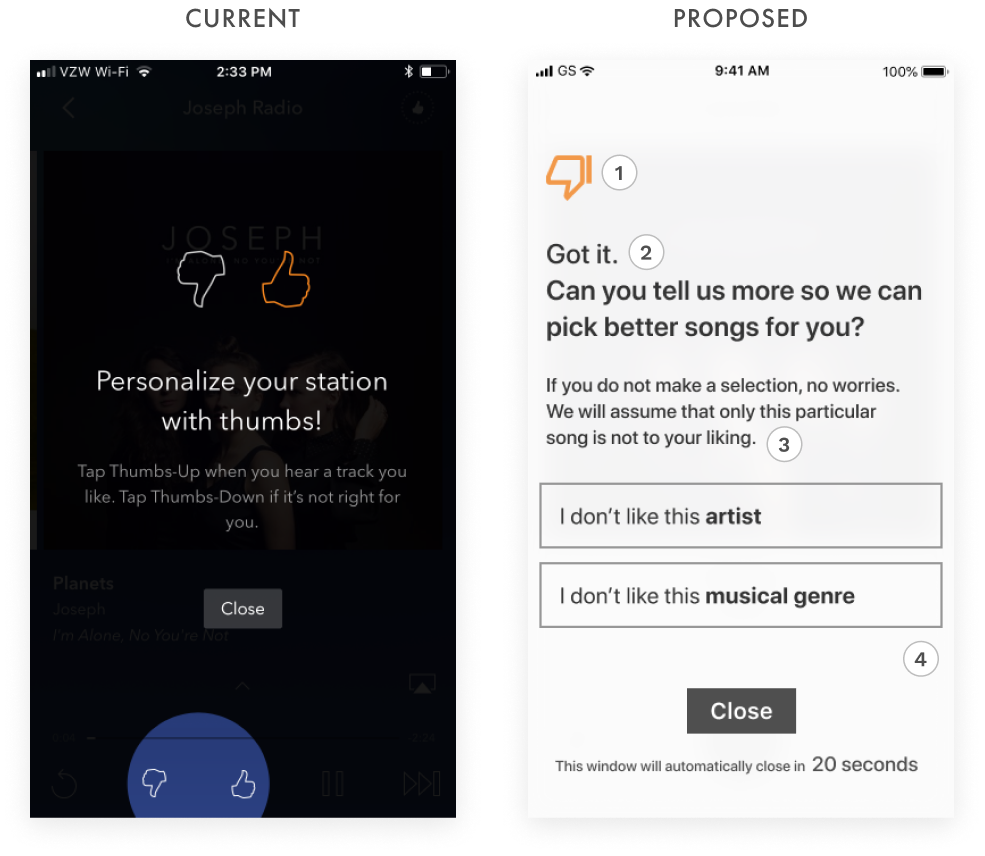 CURRENT
PROPOSED
VZW Wi-Fi
2:33 PM
Joseph Radio
JOSEPH
Personalize your station
with thumbs!
Tap Thumbs-Up when you hear a track you
like. Tap Thumbs-Down if it’s not right for
you.
Planets
Joseph
I'm Alone, No You're Not
Close
GS
9:41 AM
100%
1
Got it.
2
Can you tell us more so we can
pick better songs for you?
If you do not make a selection, no worries.
We will assume that only this particular
song is not to your liking.
3
I don’t like this artist
I don’t like this musical genre
4
Close
This window will automatically close in 20 seconds